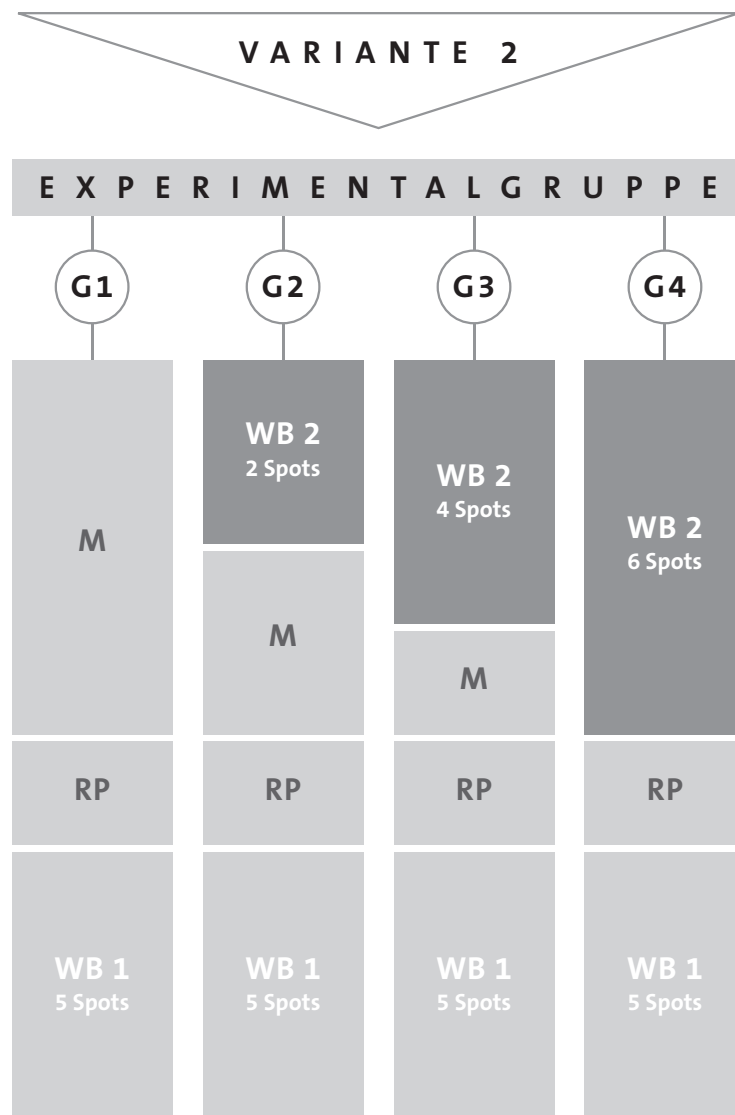 VARIANTE 2
EXPERIMENTALGRUPPE
G1 G2 G3 G4
M
WB 2
2 Spots
M
WB 2
4 Spots
M
WB 2
6 Spots
RP RP RP RP
WB 1 WB 1 WB 1 WB 1
5 Spots 5 Spots 5 Spots 5 Spots